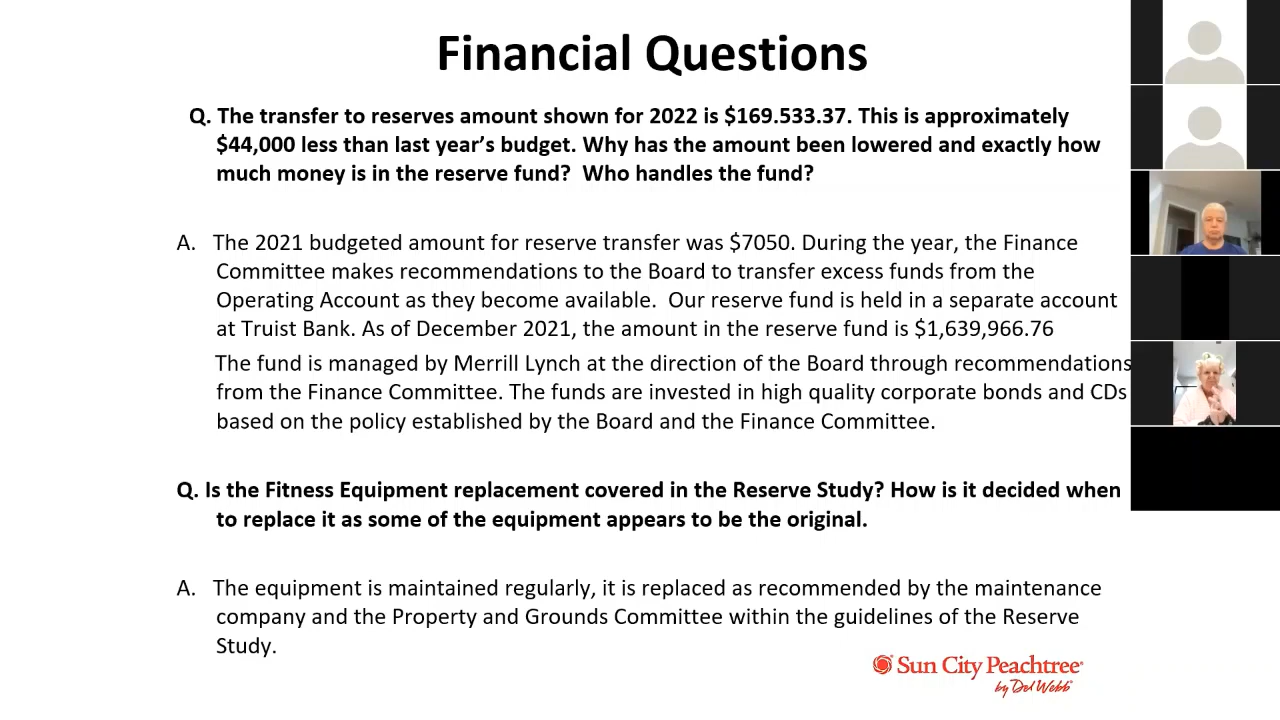 Financial Questions
Q. The transfer to reserves amount shown for 2022 is $169.533.37. This is approximately
$44,000 less than last year’s budget. Why has the amount been lowered and exactly how
much money is in the reserve fund?  Who handles the fund?
A. The 2021 budgeted amount for reserve transfer was $7050. During the year, the Finance
Committee makes recommendations to the Board to transfer excess funds from the
Operating Account as they become available.  Our reserve fund is held in a separate account
at Truist Bank. As of December 2021, the amount in the reserve fund is $1,639,966.76
The fund is managed by Merrill Lynch at the direction of the Board through recommendations
from the Finance Committee. The funds are invested in high quality corporate bonds and CDs
based on the policy established by the Board and the Finance Committee.
Q. Is the Fitness Equipment replacement covered in the Reserve Study? How is it decided when
to replace it as some of the equipment appears to be the original.
A. The equipment is maintained regularly, it is replaced as recommended by the maintenance
company and the Property and Grounds Committee within the guidelines of the Reserve
Study.
Sun City Peachtree®
by Del Webb®